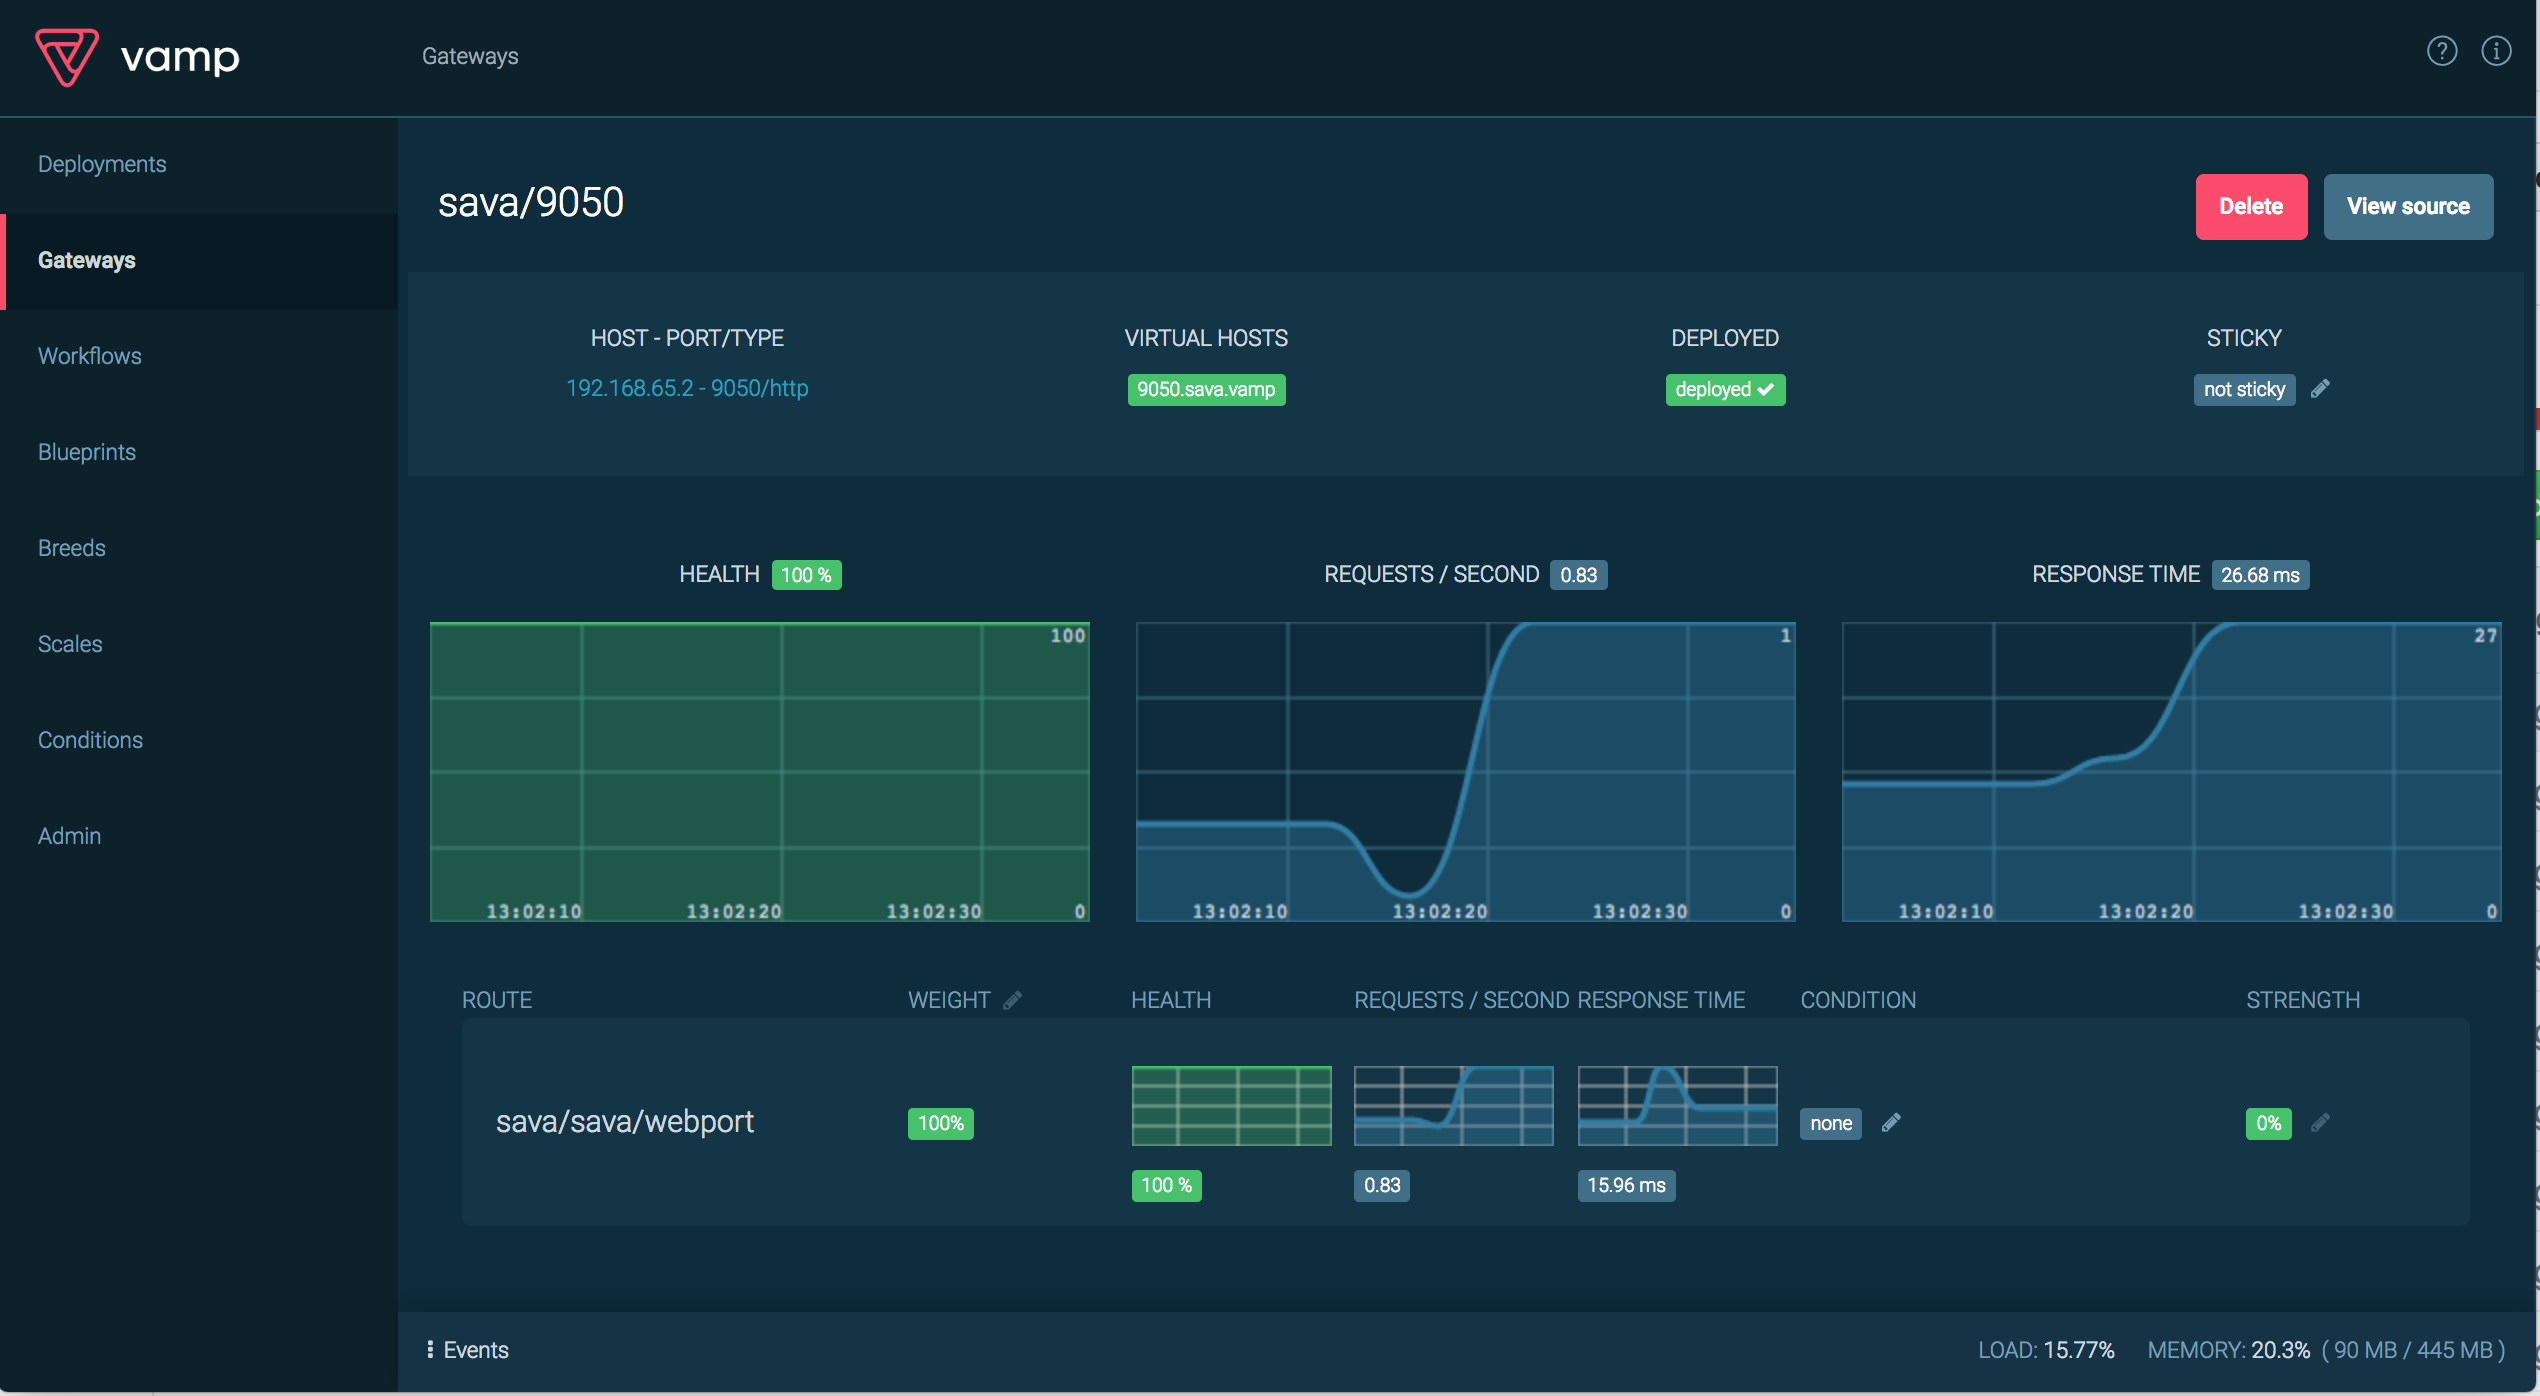 vamp
Gateways
Deployments
Gateways
Workflows
Blueprints
Breeds
Scales
Conditions
Admin
sava/9050
Delete
View source
HOST - PORT/TYPE
VIRTUAL HOSTS
DEPLOYED
STICKY
192.168.65.2 - 9050/http
9050.sava.vamp
deployed
not sticky
HEALTH 100 %
REQUESTS / SECOND 0.83
RESPONSE TIME 26.68 ms
100
13:02:10 13:02:20 13:02:30 0
1
13:02:10 13:02:20 13:02:30 0
27
13:02:10 13:02:20 13:02:30 0
ROUTE WEIGHT HEALTH REQUESTS / SECOND RESPONSE TIME CONDITION STRENGTH
sava/sava/webport 100% none 0%
100 % 0.83 15.96 ms
Events
LOAD: 15.77% MEMORY: 20.3% ( 90 MB / 445 MB )